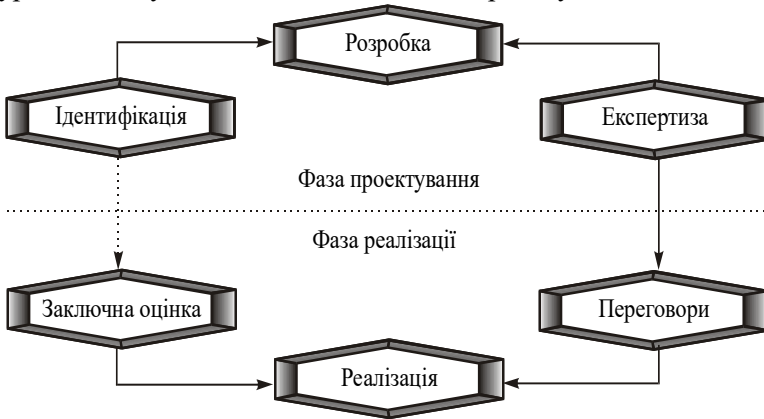 Розробка
Ідентифікація
Експертиза
Фаза проектування
Фаза реалізації
Заключна оцінка
Переговори
Реалізація